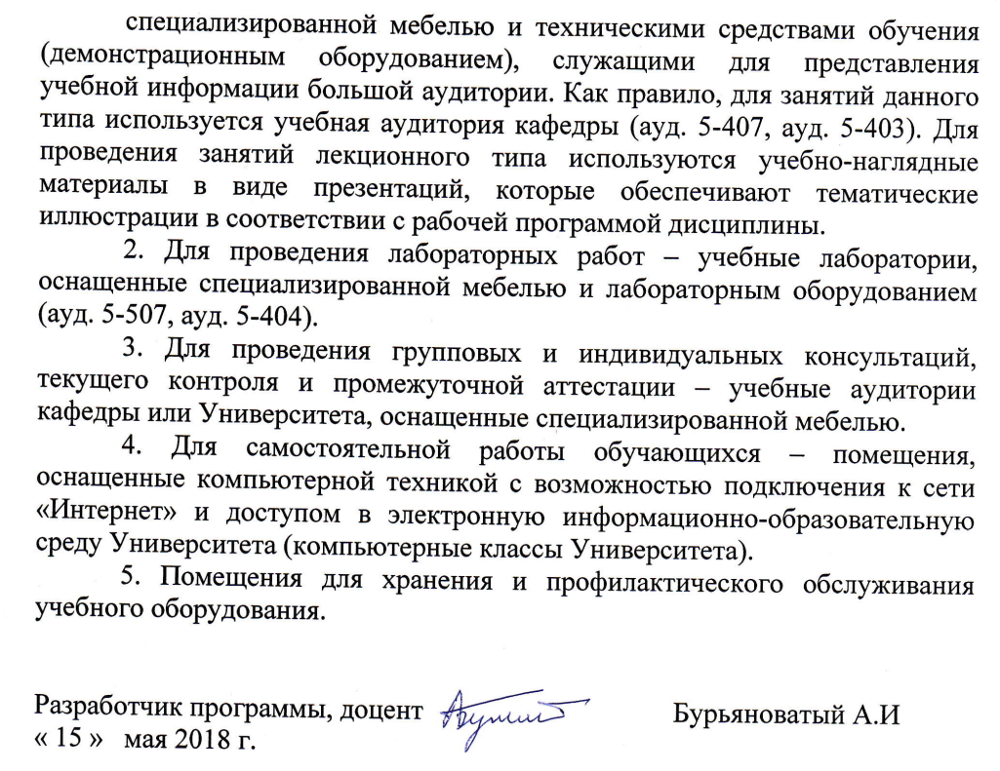 специализированной мебелью и техническими средствами обучения
(демонстрационным оборудованием), служащими для представления
учебной информации большой аудитории. Как правило, для занятий данного
типа используется учебная аудитория кафедры (ауд. 5-407, ауд. 5-403). Для
проведения занятий лекционного типа используются учебно-наглядные
материалы в виде презентаций, которые обеспечивают тематические
иллюстрации в соответствии с рабочей программой дисциплины.
2. Для проведения лабораторных работ – учебные лаборатории,
оснащенные специализированной мебелью и лабораторным оборудованием
(ауд. 5-507, ауд. 5-404).
3. Для проведения групповых и индивидуальных консультаций,
текущего контроля и промежуточной аттестации – учебные аудитории
кафедры или Университета, оснащенные специализированной мебелью.
4. Для самостоятельной работы обучающихся – помещения,
оснащенные компьютерной техникой с возможностью подключения к сети
«Интернет» и доступом в электронную информационно-образовательную
среду Университета (компьютерные классы Университета).
5. Помещения для хранения и профилактического обслуживания
учебного оборудования.
Разработчик программы, доцент Бурьяноватый А.И
« 15 » мая 2018 г.